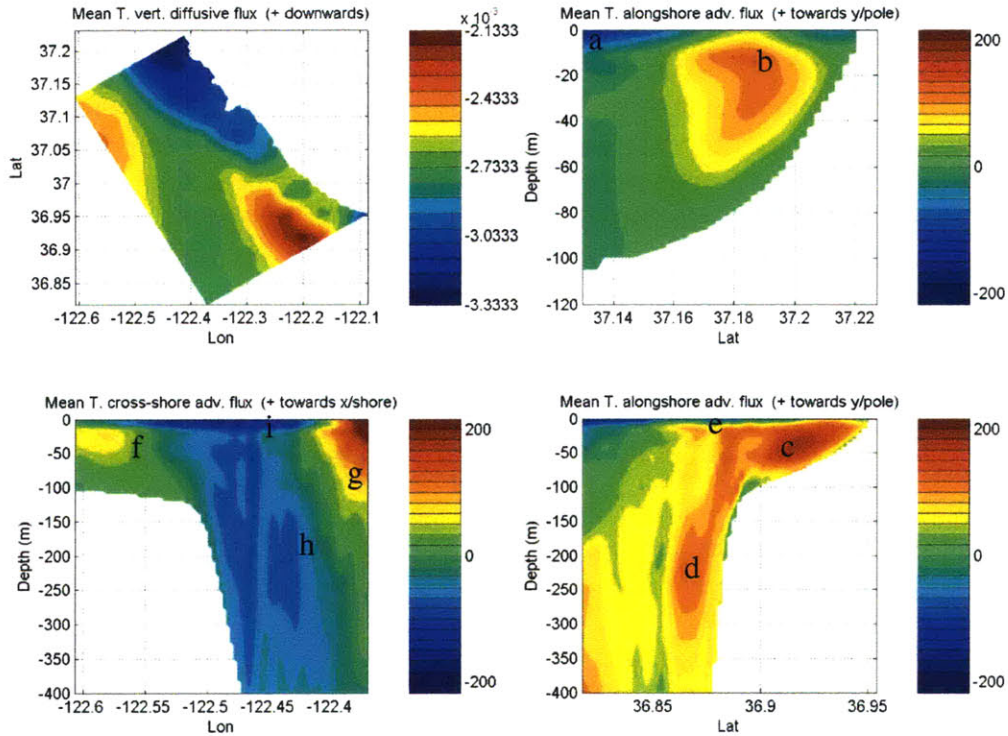 Mean T. vert. diffusive flux (+ downwards)
x 10⁻³
37.2
37.15
37.1
37.05
37
36.95
36.9
36.85
Lat
-122.6 -122.5 -122.4 -122.3 -122.2 -122.1
Lon
-2.1333
-2.4333
-2.7333
-3.0333
-3.3333
Mean T. alongshore adv. flux (+ towards y/pole)
0
-20
-40
-60
-80
-100
-120
Depth (m)
a
b
37.14 37.16 37.18 37.2 37.22
Lat
200
100
0
-100
-200
Mean T. cross-shore adv. flux (+ towards x/shore)
0
-50
-100
-150
-200
-250
-300
-350
-400
Depth (m)
f
i
g
h
-122.6 -122.55 -122.5 -122.45 -122.4
Lon
200
0
-200
Mean T. alongshore adv. flux (+ towards y/pole)
0
-50
-100
-150
-200
-250
-300
-350
-400
Depth (m)
e
c
d
36.85 36.9 36.95
Lat
200
0
-200